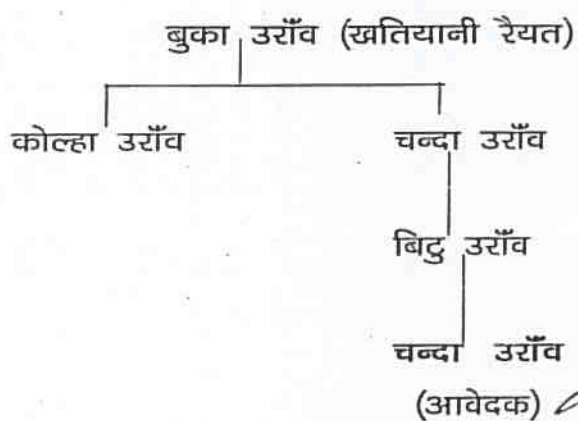 बुका उराँव (खतियानी रैयत)
कोल्हा उराँव चन्दा उराँव
बिटु उराँव
चन्दा उराँव
(आवेदक)